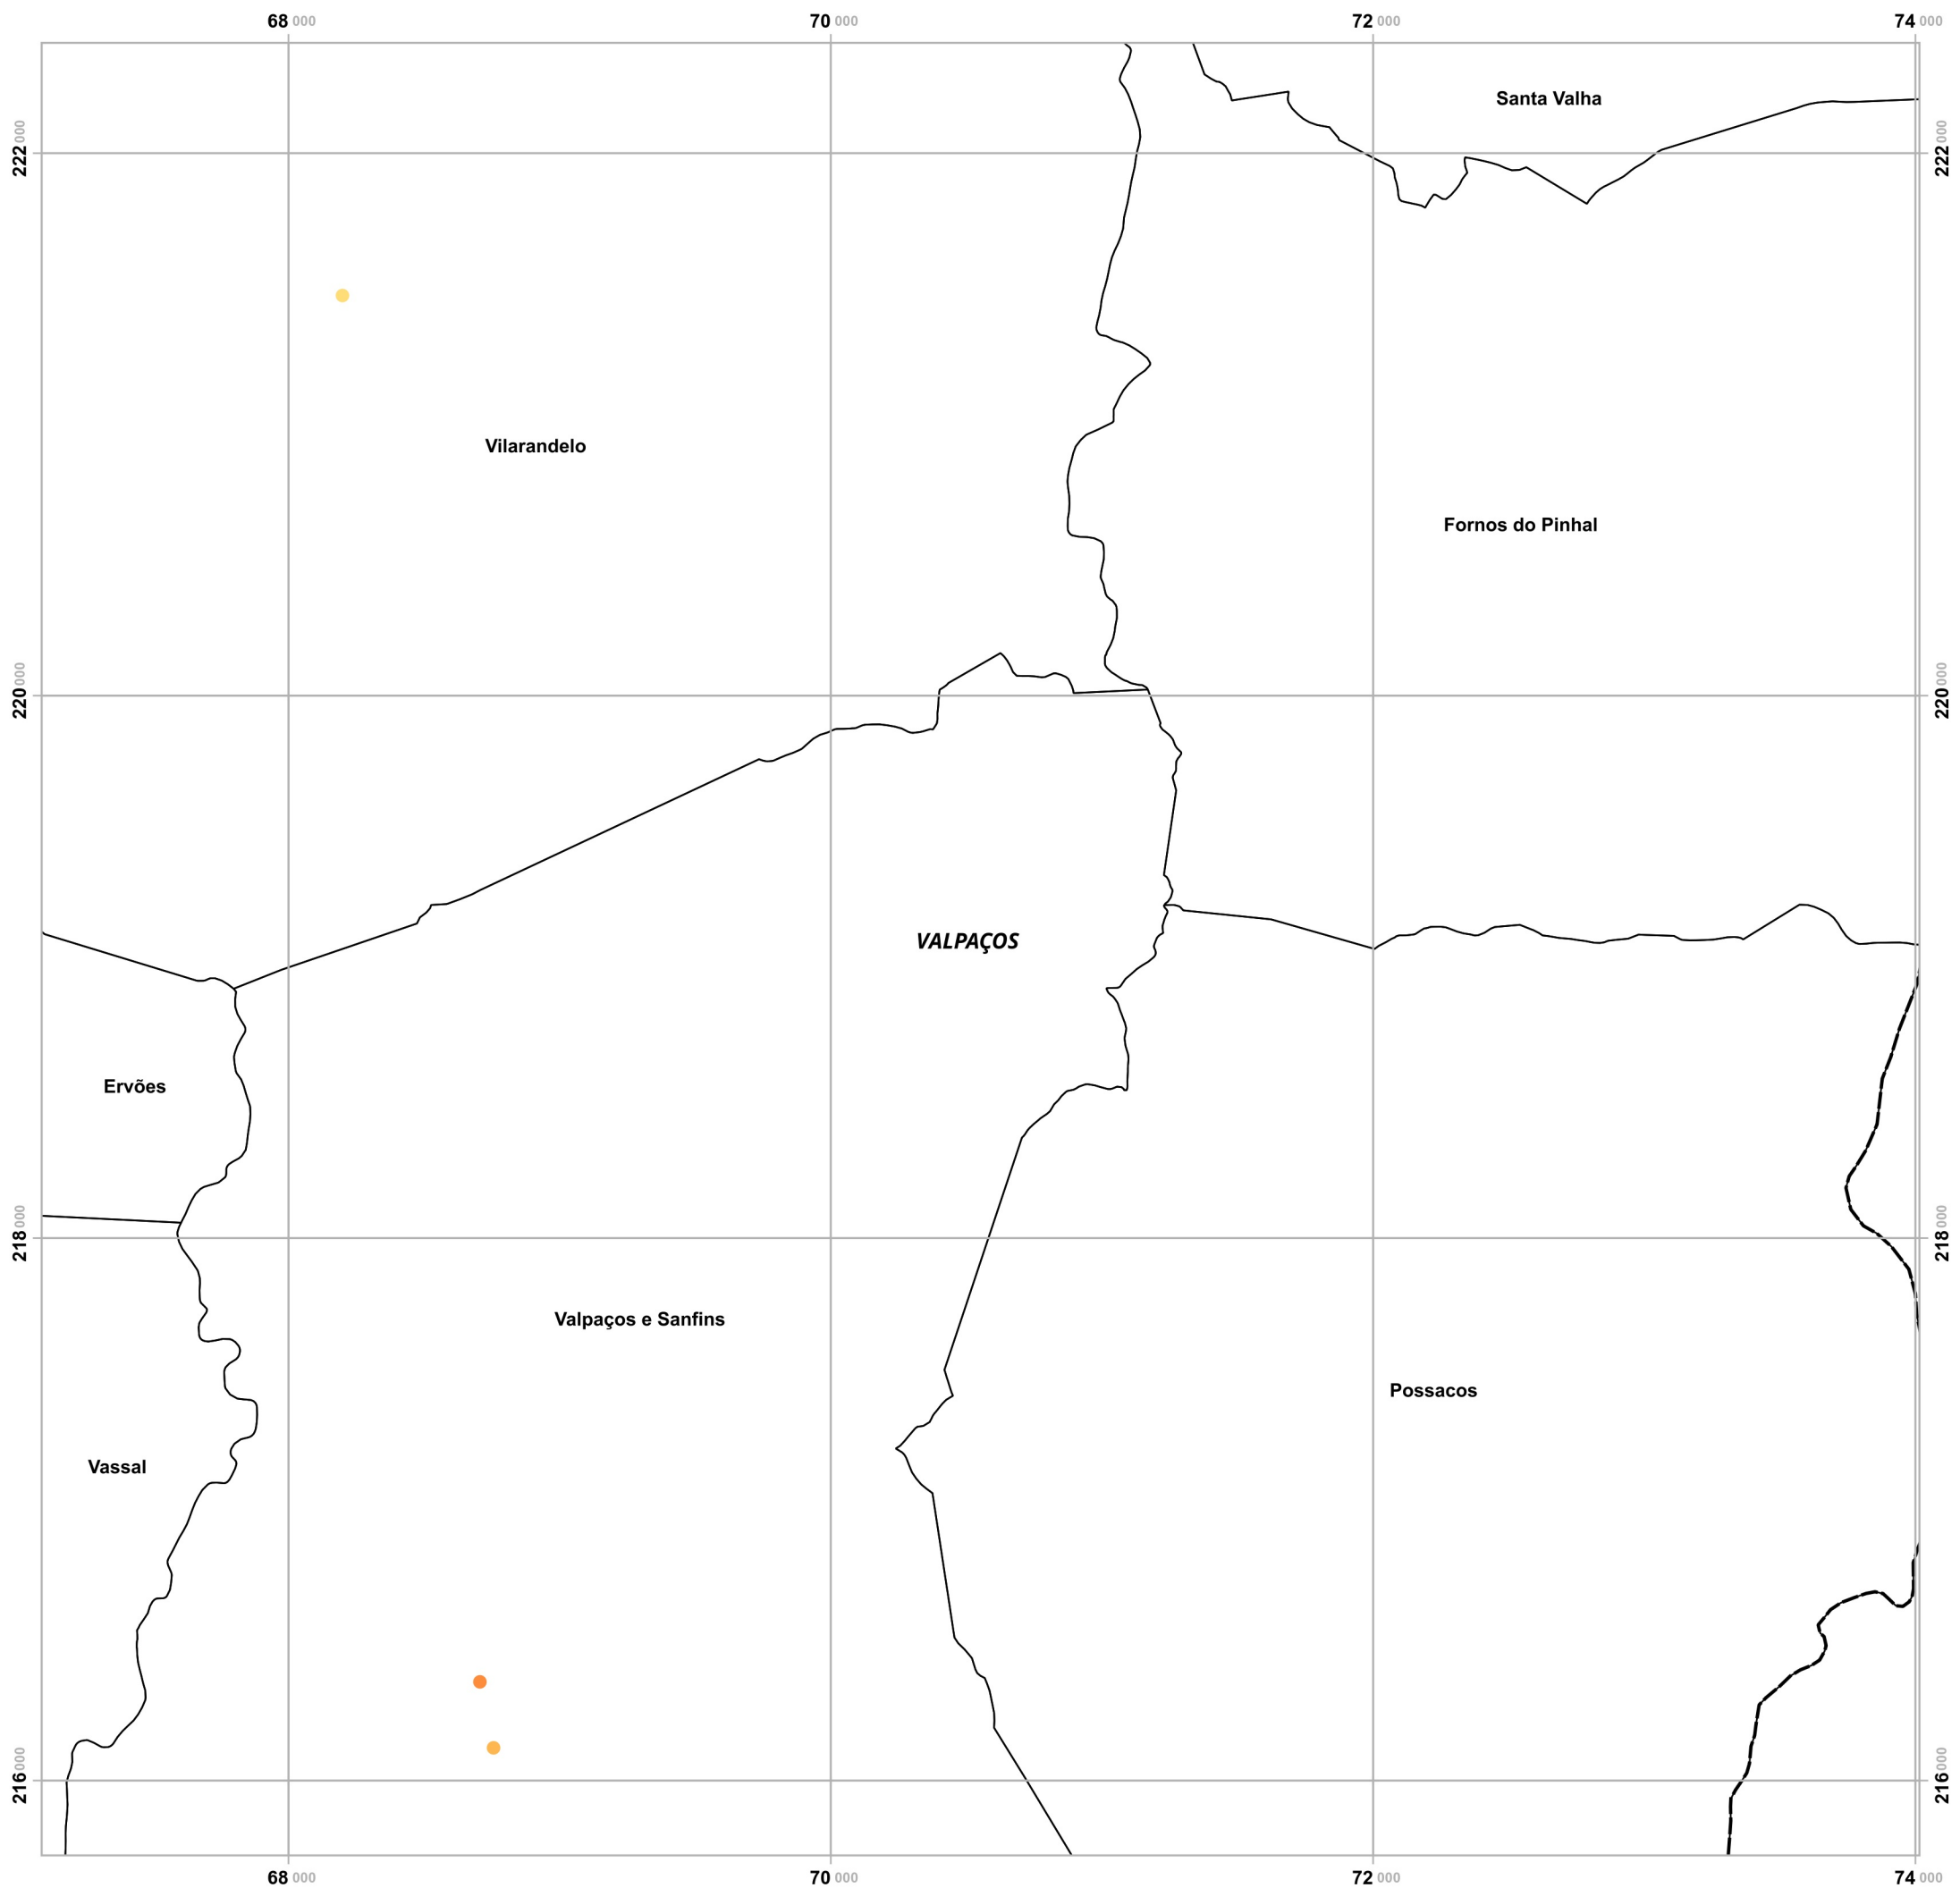 68 000 70 000 72 000 74 000
Santa Valha
222 000 222 000
Vilarandelo
Fornos do Pinhal
220 000 220 000
VALPAÇOS
Ervões
218 000 218 000
Valpaços e Sanfins
Possacos
Vassal
216 000 216 000
68 000 70 000 72 000 74 000